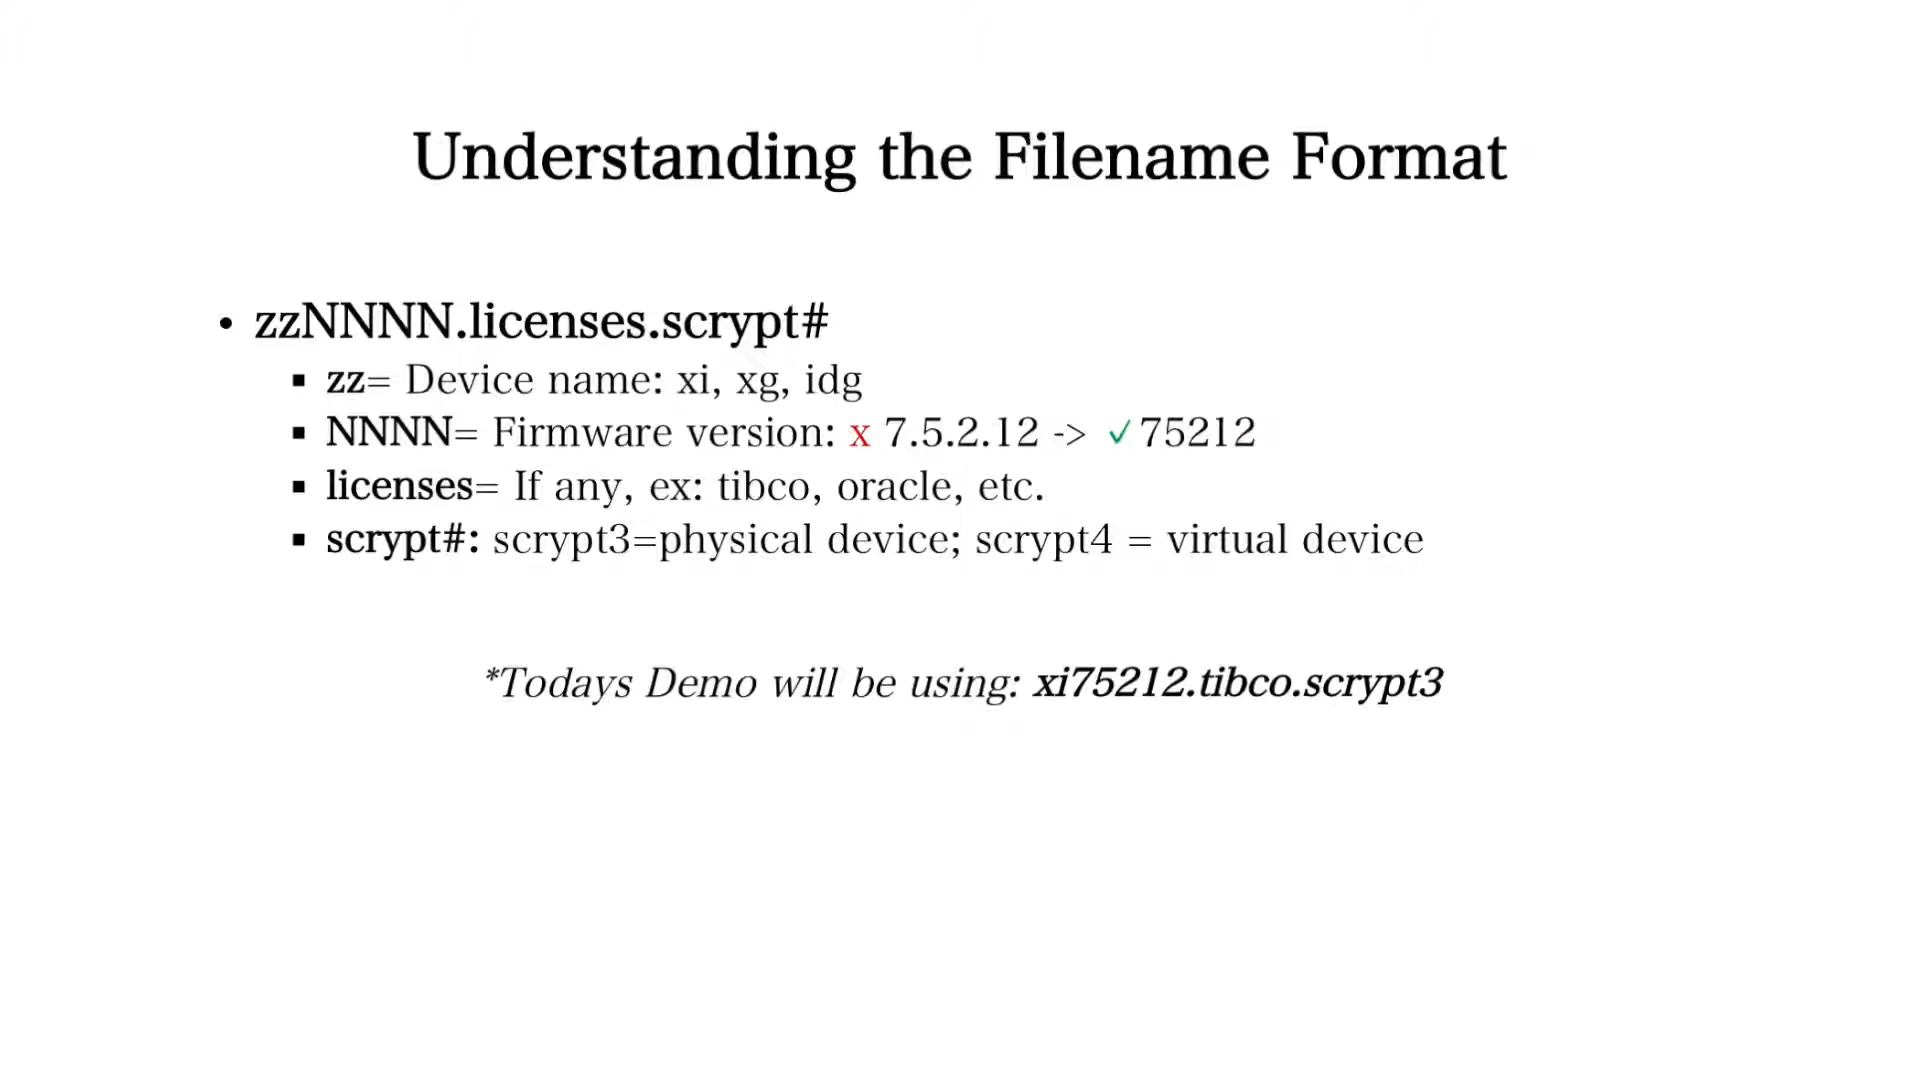 Understanding the Filename Format
• zzNNNN.licenses.scrypt#
▪ zz= Device name: xi, xg, idg
▪ NNNN= Firmware version: x 7.5.2.12 -> ✓75212
▪ licenses= If any, ex: tibco, oracle, etc.
▪ scrypt#: scrypt3=physical device; scrypt4 = virtual device
*Todays Demo will be using: xi75212.tibco.scrypt3